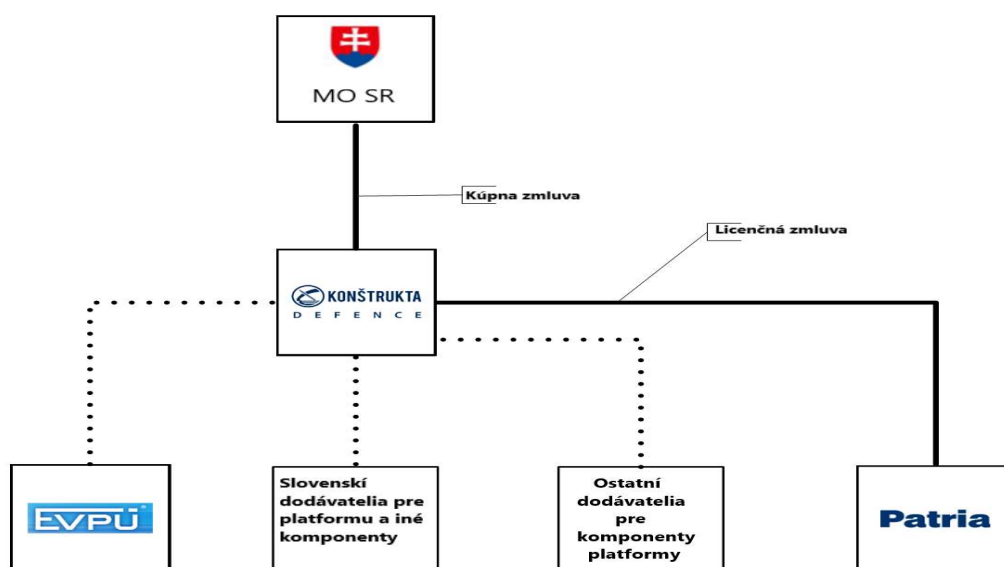 MO SR
Kúpna zmluva
Licenčná zmluva
KONŠTRUKTA
DEFENCE
EVPÚ
Slovenskí
dodávatelia pre
platformu a iné
komponenty
Ostatní
dodávatelia
pre
komponenty
platformy
Patria